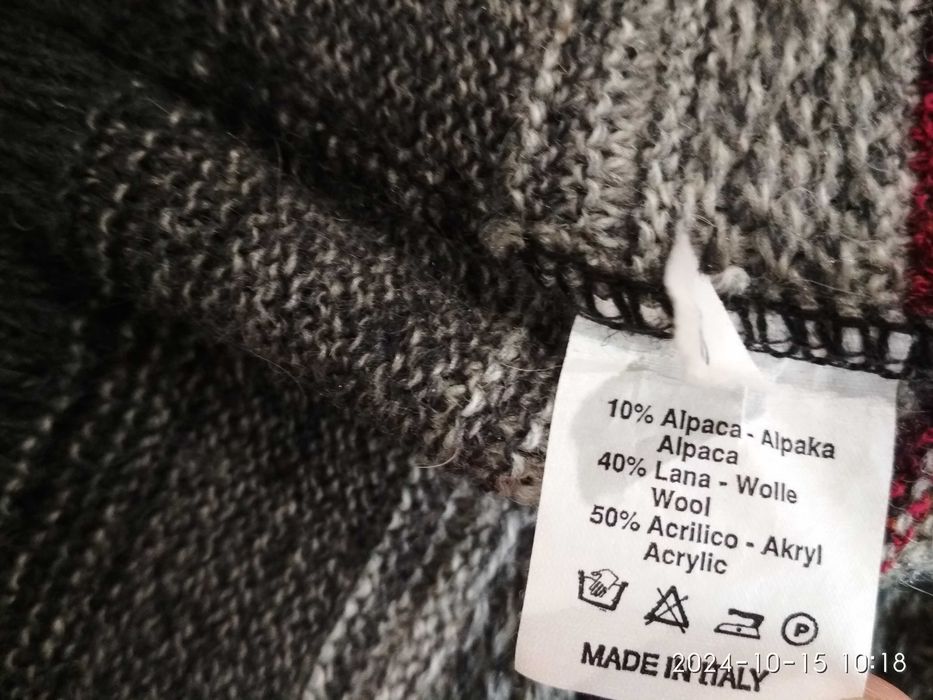 10% Alpaca - Alpaka
Alpaca
40% Lana - Wolle
Wool
50% Acrilico - Akryl
Acrylic
P
MADE IN ITALY
2024-10-15 10:18